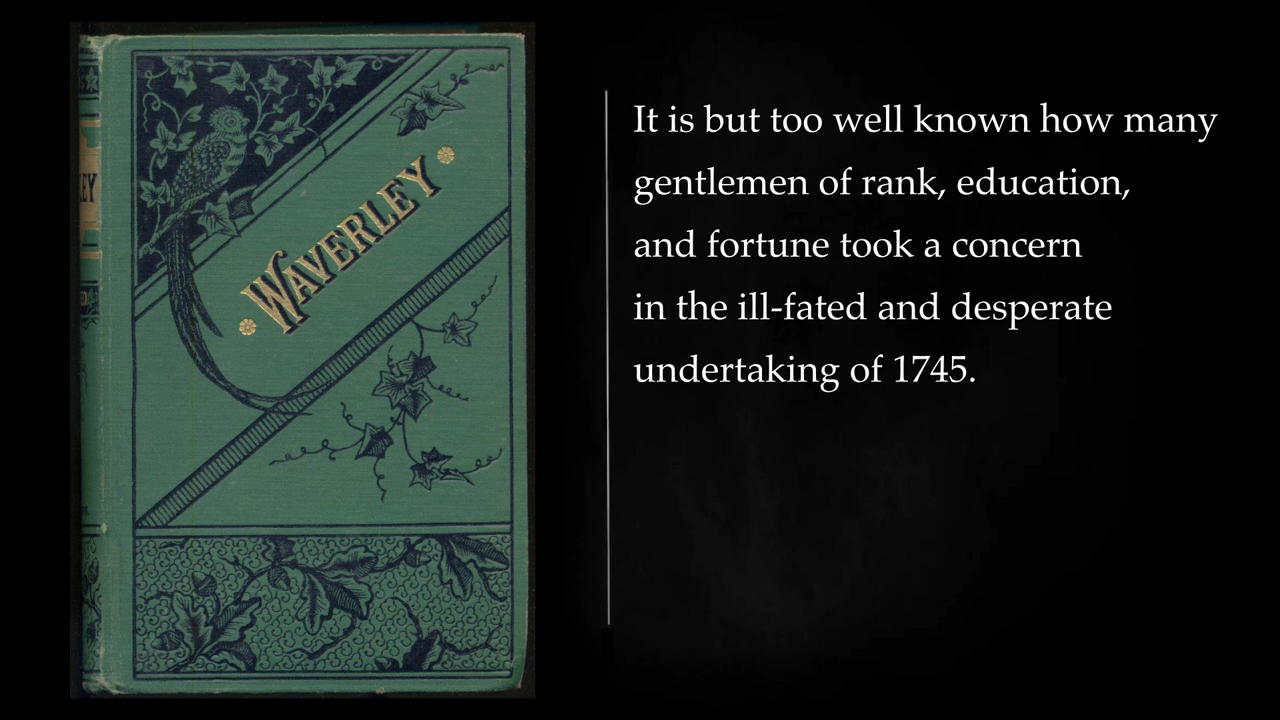 WAVERLEY
EY
It is but too well known how many
gentlemen of rank, education,
and fortune took a concern
in the ill-fated and desperate
undertaking of 1745.